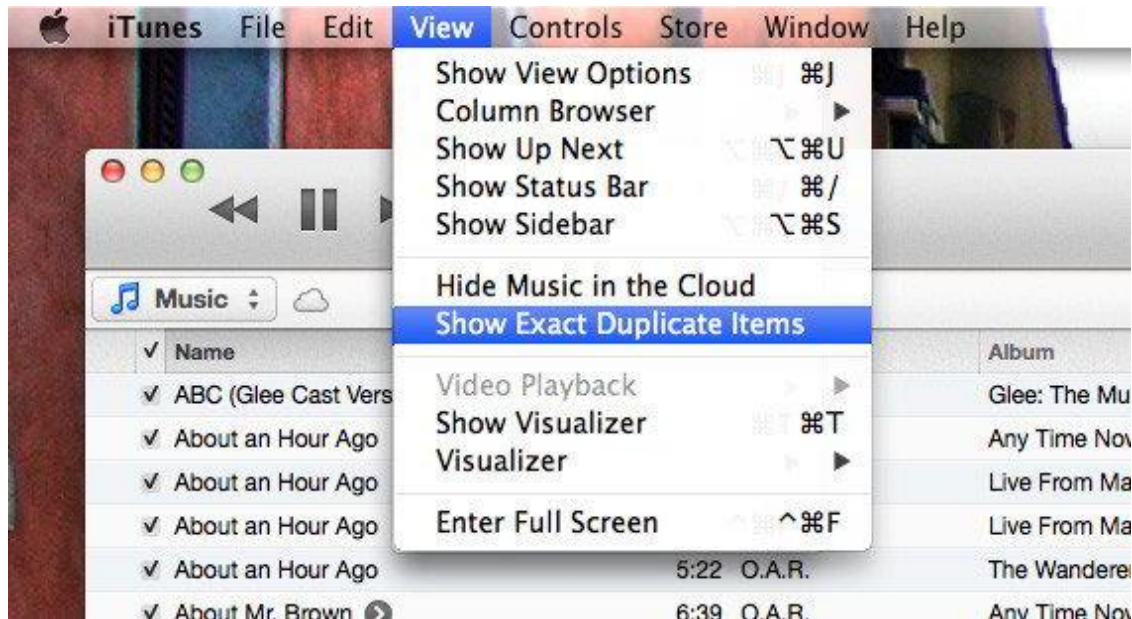 iTunes File Edit View Controls Store Window Help
Show View Options ⌘J
Column Browser ▶
Show Up Next ⌥⌘U
Show Status Bar ⌘/
Show Sidebar ⌥⌘S
Hide Music in the Cloud
Show Exact Duplicate Items
Video Playback ▶
Show Visualizer ⌘T
Visualizer ▶
Enter Full Screen ^⌘F
Music
✓ Name Album
✓ ABC (Glee Cast Vers Glee: The Mu
✓ About an Hour Ago Any Time Nov
✓ About an Hour Ago Live From Ma
✓ About an Hour Ago Live From Ma
✓ About an Hour Ago 5:22 O.A.R. The Wanderer
✓ About Mr. Brown 6:39 O.A.R. Any Time Nov